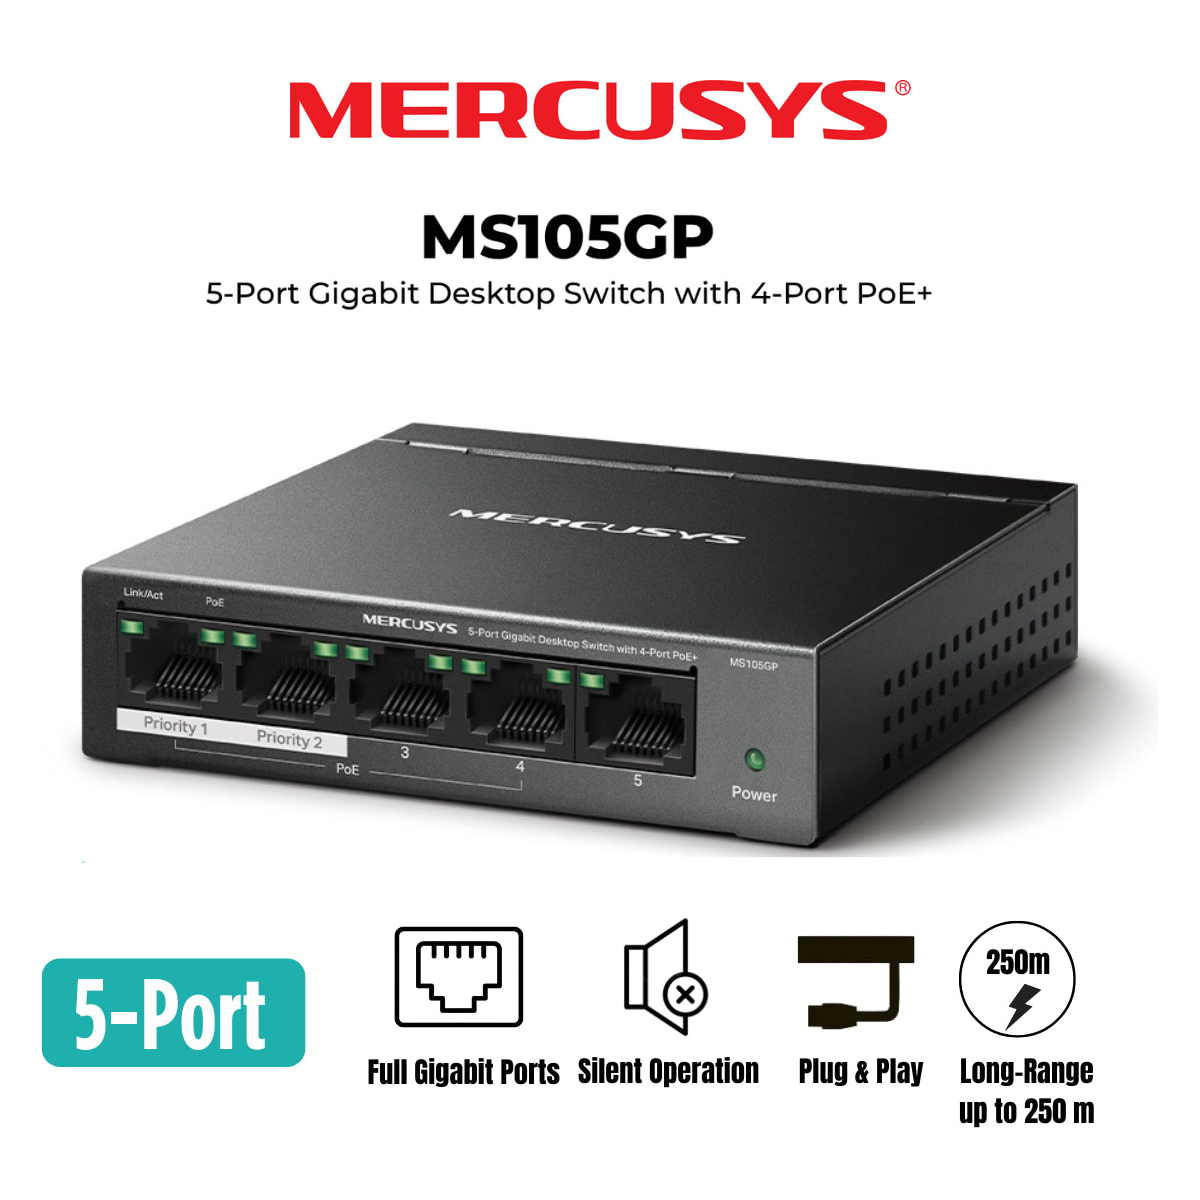 MERCUSYS®
MS105GP
5-Port Gigabit Desktop Switch with 4-Port PoE+
MERCUSYS
Link/Act PoE
MERCUSYS 5-Port Gigabit Desktop Switch with 4-Port PoE+ MS105GP
Priority 1 Priority 2 3 4 5
PoE
Power
5-Port
250m
Full Gigabit Ports Silent Operation Plug & Play Long-Range
up to 250 m